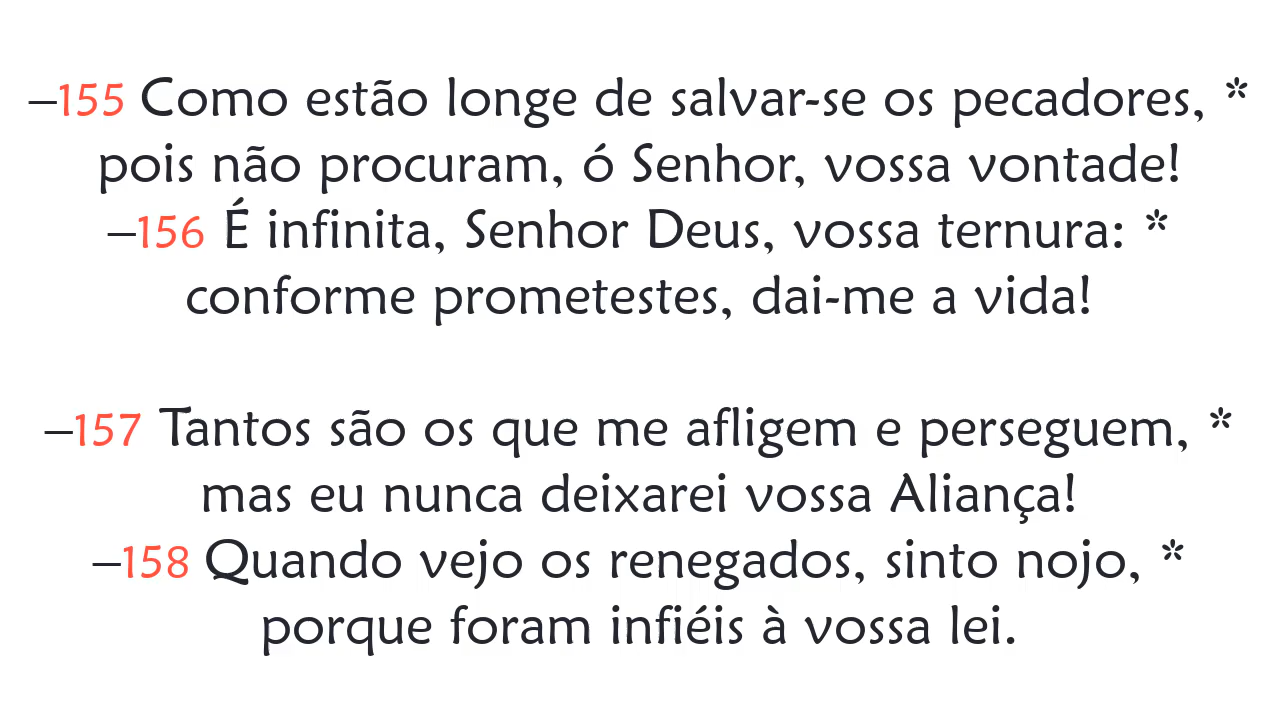 –155 Como estão longe de salvar-se os pecadores, *
pois não procuram, ó Senhor, vossa vontade!
–156 É infinita, Senhor Deus, vossa ternura: *
conforme prometestes, dai-me a vida!
–157 Tantos são os que me afligem e perseguem, *
mas eu nunca deixarei vossa Aliança!
–158 Quando vejo os renegados, sinto nojo, *
porque foram infiéis à vossa lei.